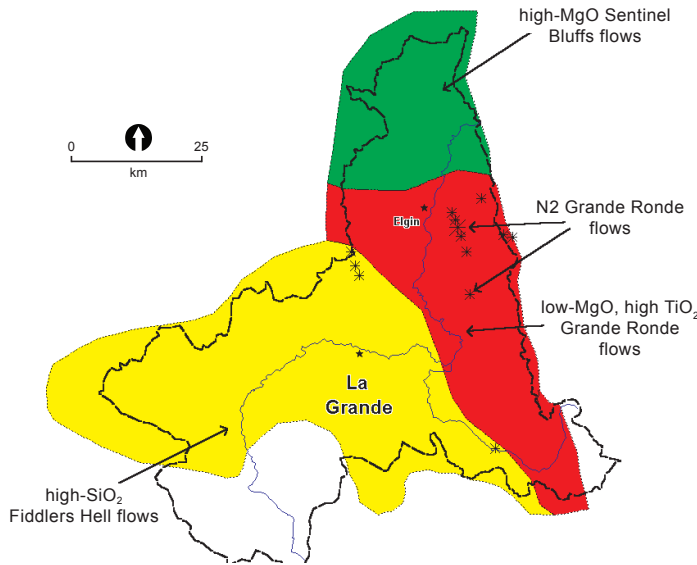 high-MgO Sentinel
Bluffs flows
0
25
km
Elgin
N2 Grande Ronde
flows
low-MgO, high TiO₂
Grande Ronde
flows
La
Grande
high-SiO₂
Fiddlers Hell flows